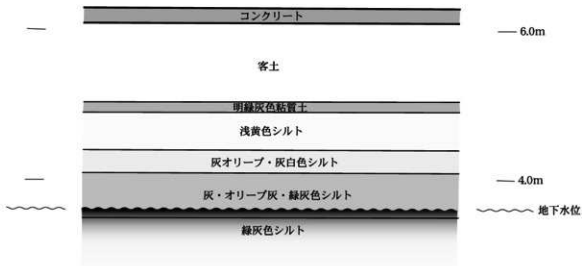 コンクリート
6.0m
客土
明緑灰色粘質土
浅黄色シルト
灰オリーブ・灰白色シルト
4.0m
灰・オリーブ灰・緑灰色シルト
地下水位
緑灰色シルト